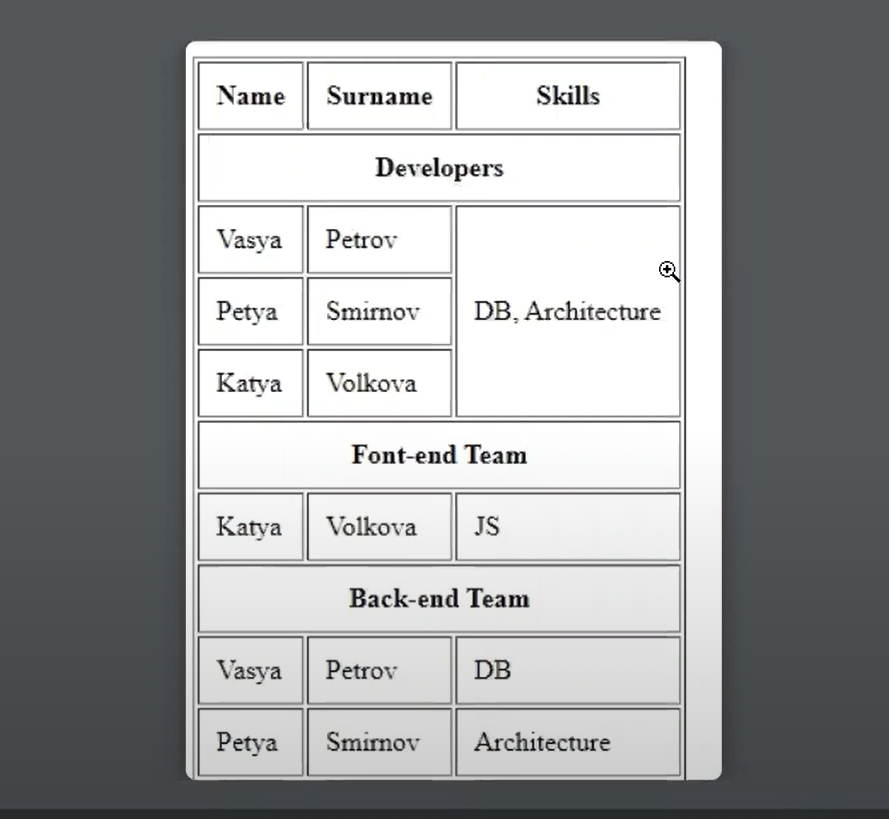 Name Surname Skills
Developers
Vasya Petrov
Petya Smirnov DB, Architecture
Katya Volkova
Font-end Team
Katya Volkova JS
Back-end Team
Vasya Petrov DB
Petya Smirnov Architecture